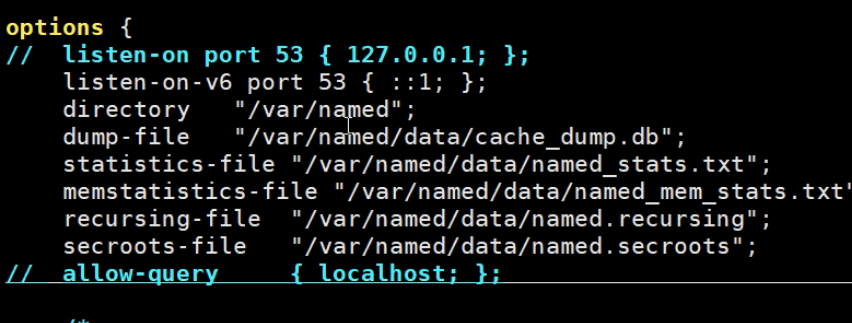 options {
//  listen-on port 53 { 127.0.0.1; };
    listen-on-v6 port 53 { ::1; };
    directory   "/var/named";
    dump-file   "/var/named/data/cache_dump.db";
    statistics-file "/var/named/data/named_stats.txt";
    memstatistics-file "/var/named/data/named_mem_stats.txt"
    recursing-file  "/var/named/data/named.recursing";
    secroots-file   "/var/named/data/named.secroots";
//  allow-query     { localhost; };
    /*